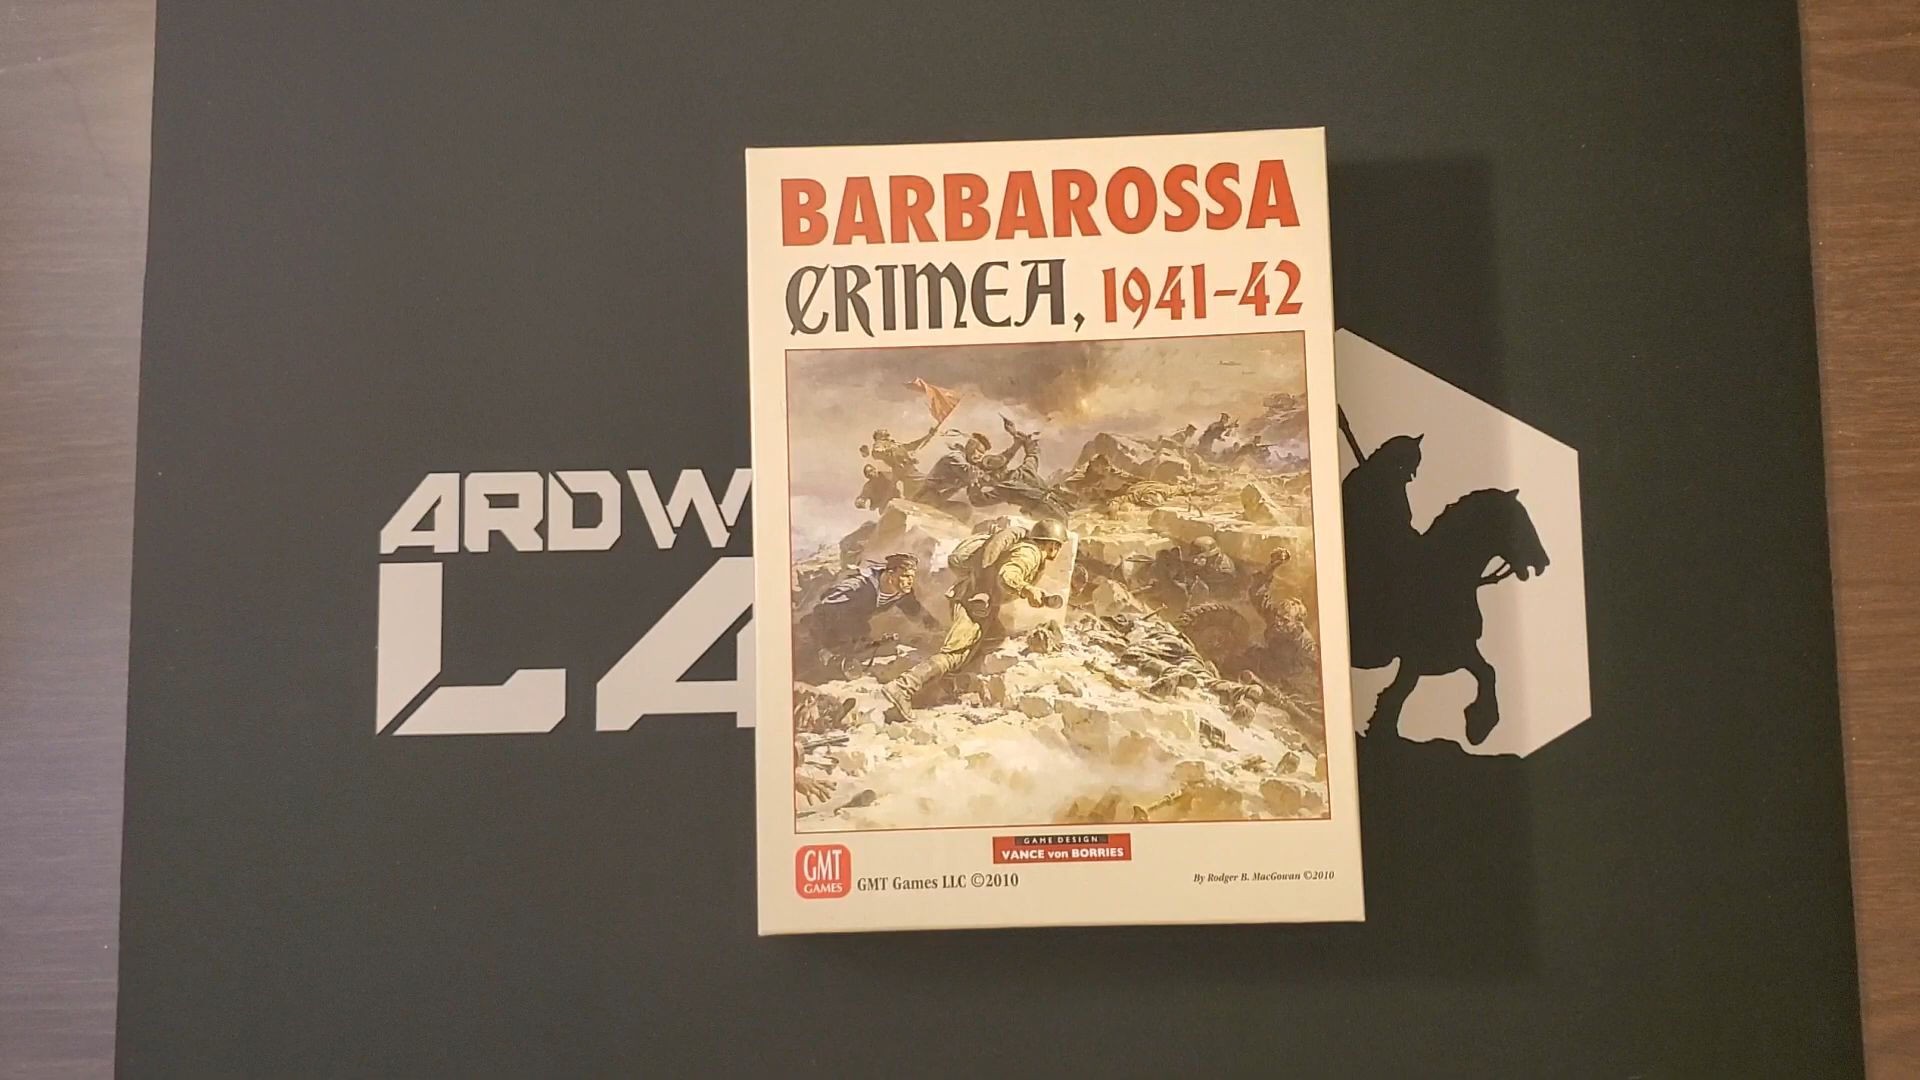 BARBAROSSA
CRIMEA, 1941-42
ARDW
LA
GAME DESIGN
VANCE von BORRIES
GMT
GAMES
GMT Games LLC ©2010
By Rodger B. MacGowan ©2010